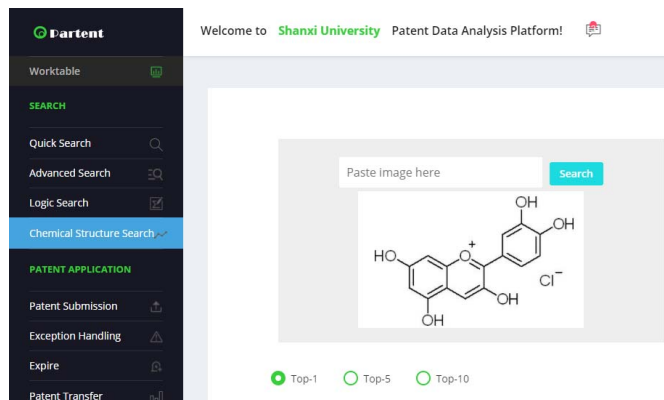 Partent
Welcome to Shanxi University Patent Data Analysis Platform!
Worktable
SEARCH
Quick Search
Advanced Search
Logic Search
Chemical Structure Search
PATENT APPLICATION
Patent Submission
Exception Handling
Expire
Patent Transfer
Paste image here
Search
OH
OH
HO
O+
Cl−
OH
OH
Top-1 Top-5 Top-10